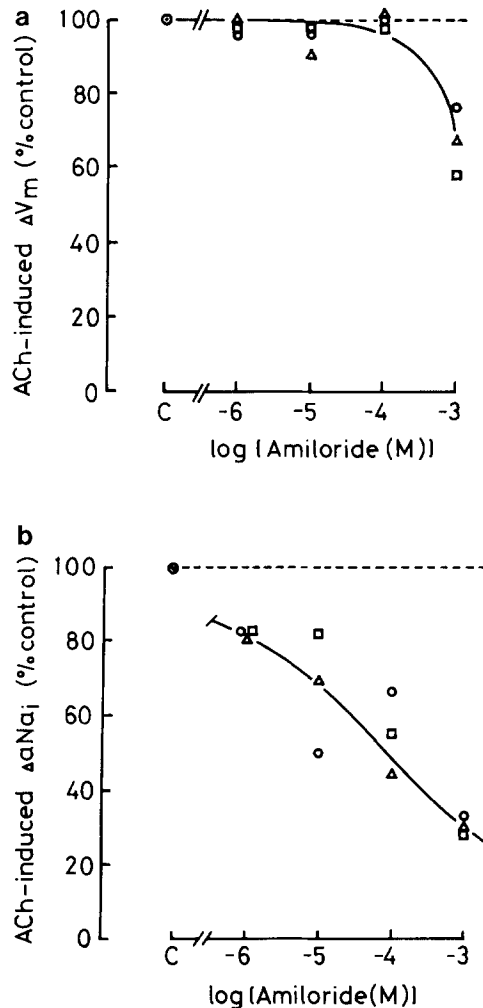 a
ACh-induced ΔVm (% control)
100
80
60
40
20
0
C
-6
-5
-4
-3
log [Amiloride (M)]
b
ACh-induced ΔaNai (% control)
100
80
60
40
20
0
C
-6
-5
-4
-3
log [Amiloride(M)]